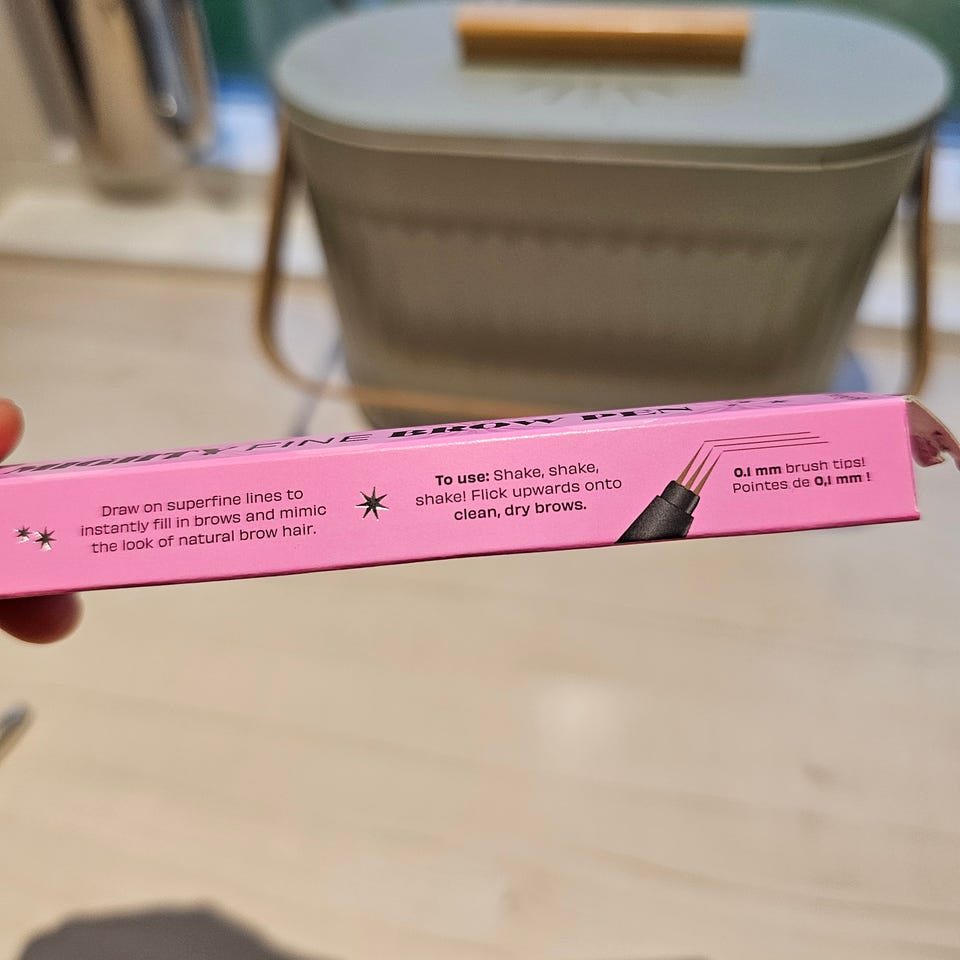 MIGHTY FINE BROW PEN
Draw on superfine lines to
instantly fill in brows and mimic
the look of natural brow hair.
To use: Shake, shake,
shake! Flick upwards onto
clean, dry brows.
0.1 mm brush tips!
Pointes de 0,1 mm !